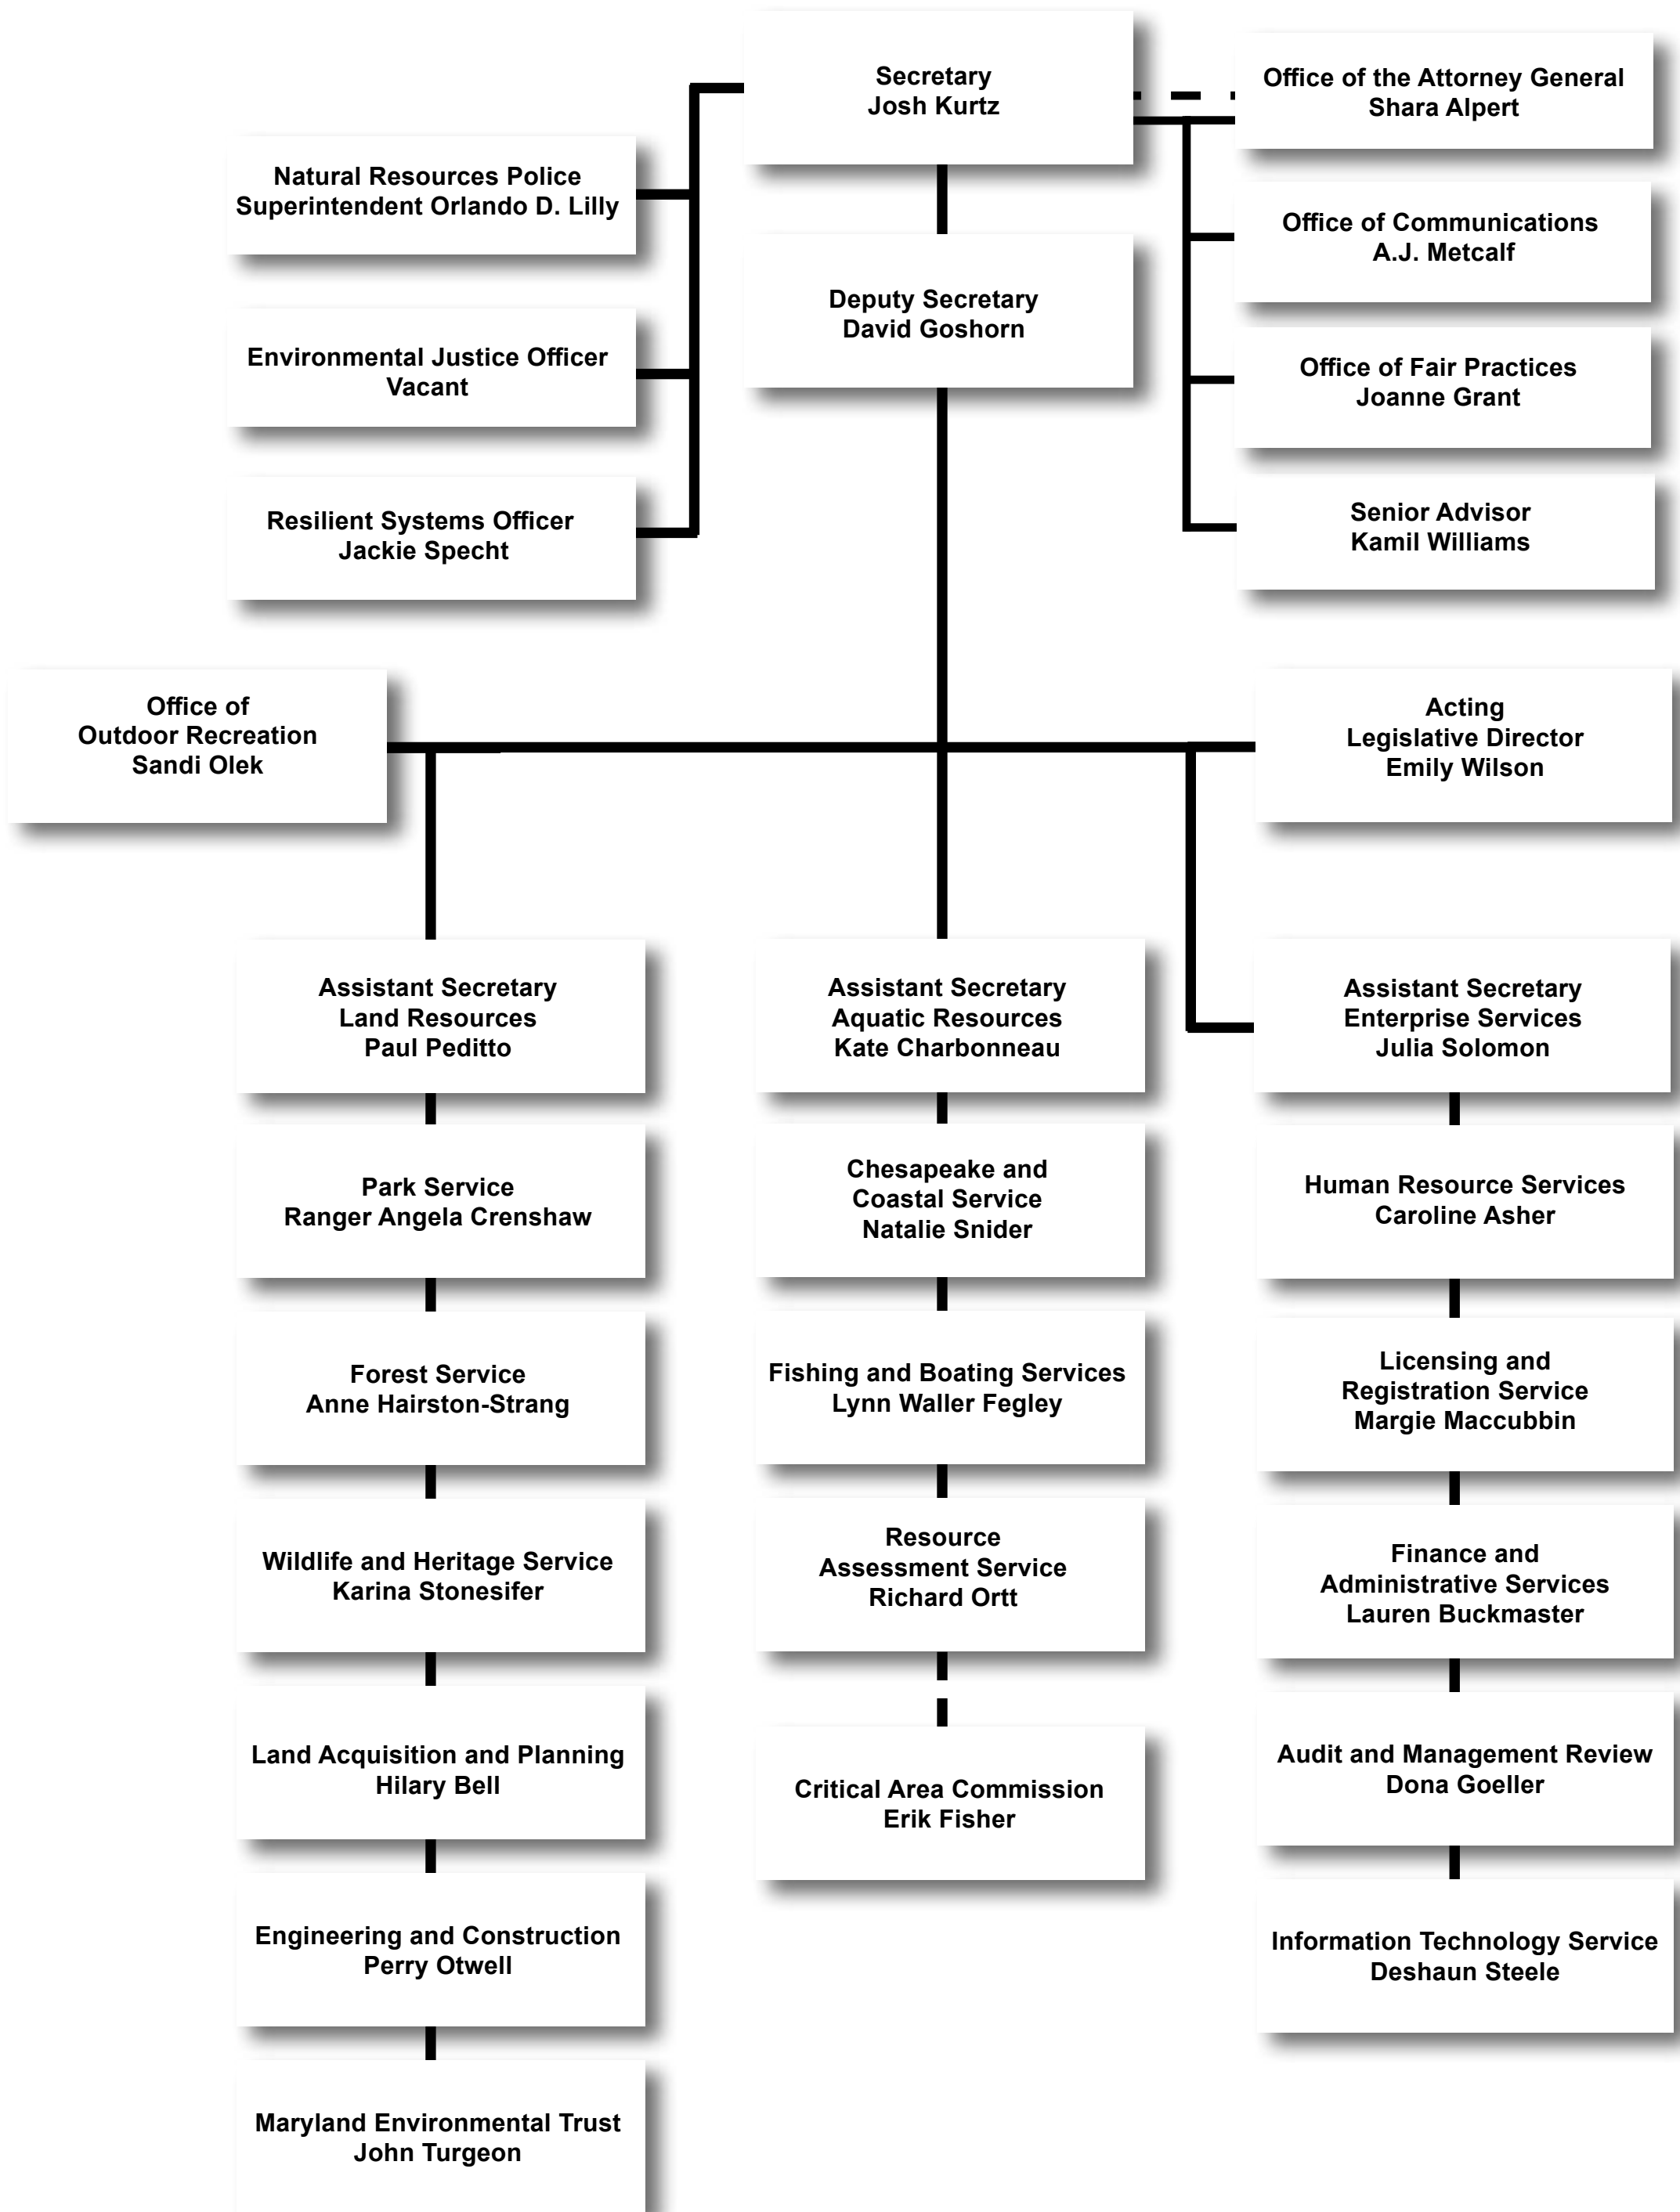 Secretary
Josh Kurtz
Office of the Attorney General
Shara Alpert
Natural Resources Police
Superintendent Orlando D. Lilly
Office of Communications
A.J. Metcalf
Deputy Secretary
David Goshorn
Environmental Justice Officer
Vacant
Office of Fair Practices
Joanne Grant
Resilient Systems Officer
Jackie Specht
Senior Advisor
Kamil Williams
Office of
Outdoor Recreation
Sandi Olek
Acting
Legislative Director
Emily Wilson
Assistant Secretary
Land Resources
Paul Peditto
Park Service
Ranger Angela Crenshaw
Forest Service
Anne Hairston-Strang
Wildlife and Heritage Service
Karina Stonesifer
Land Acquisition and Planning
Hilary Bell
Engineering and Construction
Perry Otwell
Maryland Environmental Trust
John Turgeon
Assistant Secretary
Aquatic Resources
Kate Charbonneau
Chesapeake and
Coastal Service
Natalie Snider
Fishing and Boating Services
Lynn Waller Fegley
Resource
Assessment Service
Richard Ortt
Critical Area Commission
Erik Fisher
Assistant Secretary
Enterprise Services
Julia Solomon
Human Resource Services
Caroline Asher
Licensing and
Registration Service
Margie Maccubbin
Finance and
Administrative Services
Lauren Buckmaster
Audit and Management Review
Dona Goeller
Information Technology Service
Deshaun Steele